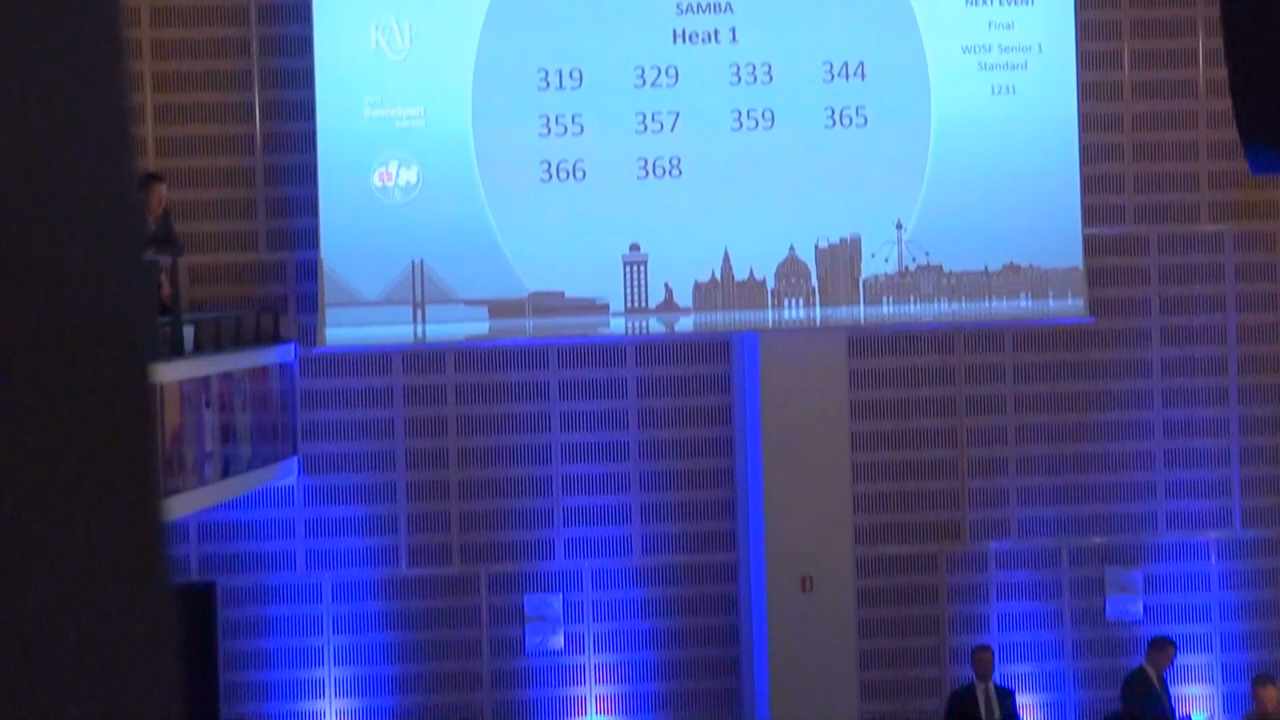 SAMBA
Heat 1
319 329 333 344
355 357 359 365
366 368
NEXT EVENT
Final
WDSF Senior 1
Standard
1231
KAF
DanceSport